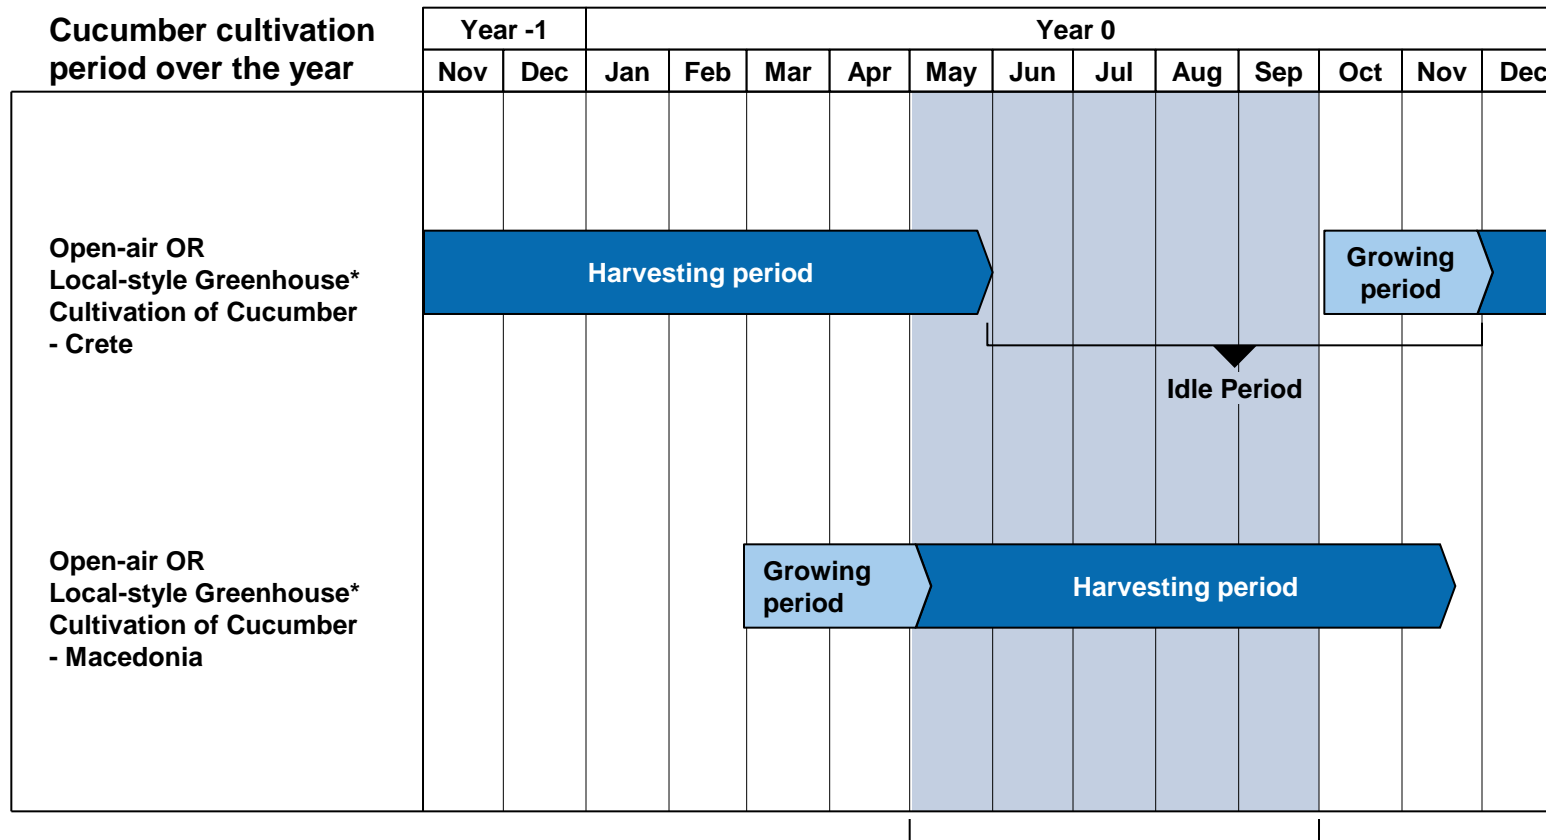 Cucumber cultivation
period over the year
Year -1
Year 0
Nov Dec Jan Feb Mar Apr May Jun Jul Aug Sep Oct Nov Dec
Open-air OR
Local-style Greenhouse*
Cultivation of Cucumber
- Crete
Harvesting period
Growing
period
Idle Period
Open-air OR
Local-style Greenhouse*
Cultivation of Cucumber
- Macedonia
Growing
period
Harvesting period